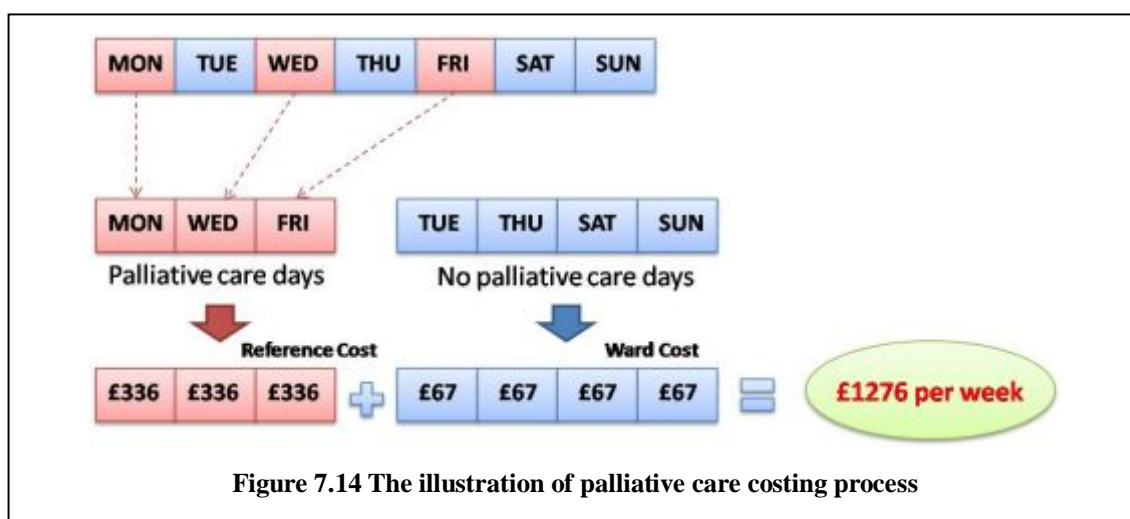 MON TUE WED THU FRI SAT SUN
MON WED FRI TUE THU SAT SUN
Palliative care days No palliative care days
Reference Cost Ward Cost
£336 £336 £336 + £67 £67 £67 £67 = £1276 per week
Figure 7.14 The illustration of palliative care costing process